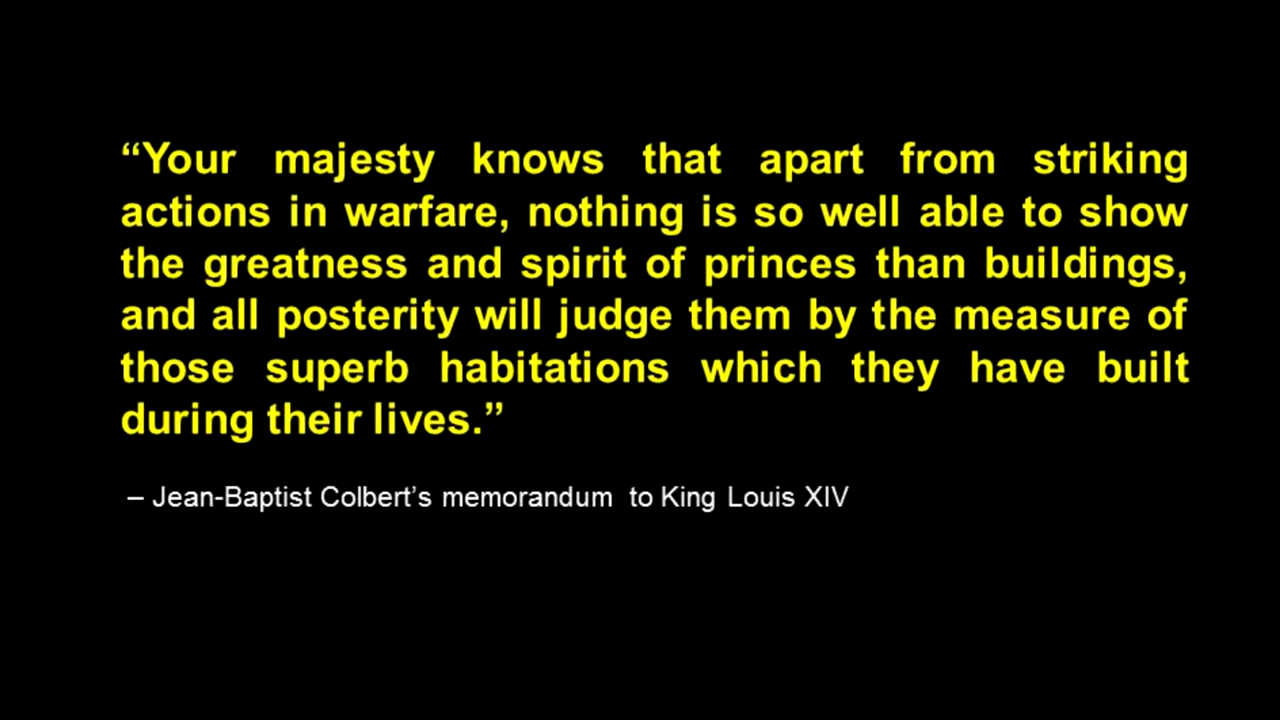 “Your majesty knows that apart from striking
actions in warfare, nothing is so well able to show
the greatness and spirit of princes than buildings,
and all posterity will judge them by the measure of
those superb habitations which they have built
during their lives.”
– Jean-Baptist Colbert’s memorandum to King Louis XIV